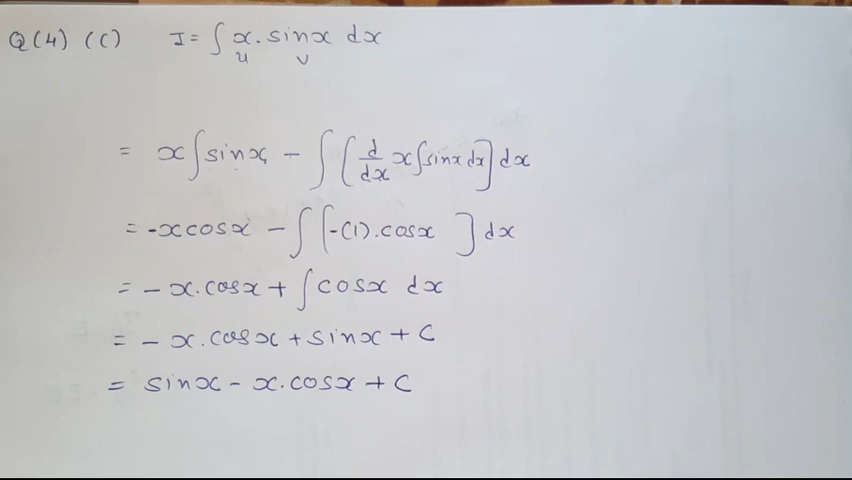 Q(4) (C) I = ∫ x. sinx dx
u v
= x∫sinx - ∫ ( d/dx x∫sinx dx] dx
= -xcosx - ∫[-(1).cosx ] dx
= - x.cosx + ∫cosx dx
= - x.cosx + sinx + C
= sinx - x.cosx + C